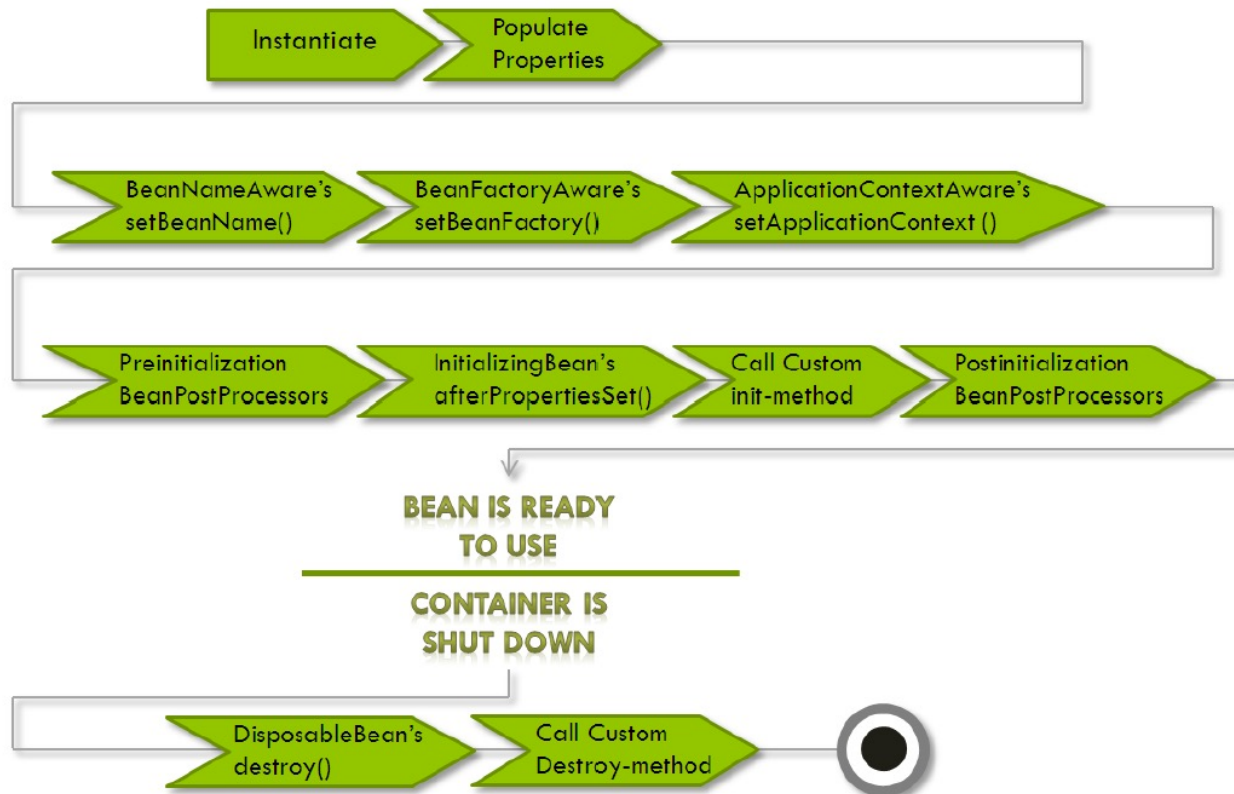 Instantiate
Populate
Properties
BeanNameAware's
setBeanName()
BeanFactoryAware's
setBeanFactory()
ApplicationContextAware's
setApplicationContext ()
Preinitialization
BeanPostProcessors
InitializingBean's
afterPropertiesSet()
Call Custom
init-method
Postinitialization
BeanPostProcessors
BEAN IS READY
TO USE
CONTAINER IS
SHUT DOWN
DisposableBean's
destroy()
Call Custom
Destroy-method